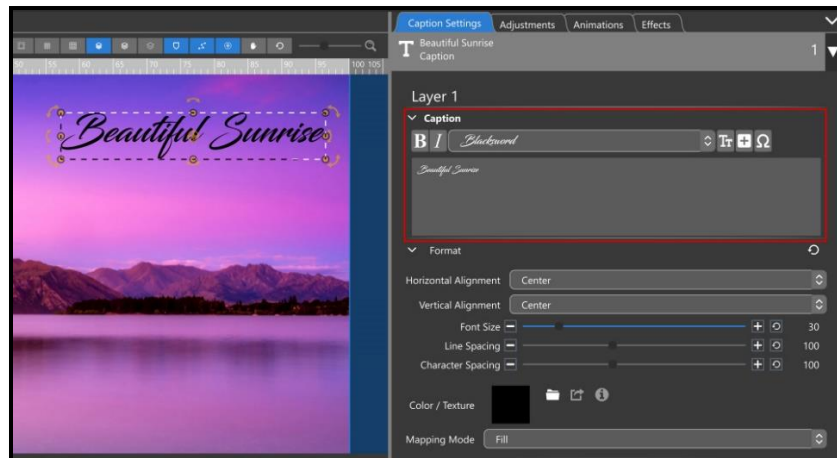 Caption Settings Adjustments Animations Effects
Beautiful Sunrise
Caption
1
50 55 60 65 70 75 80 85 90 95 100 105
Layer 1
Caption
B I Blacksword TT + Ω
Beautiful Sunrise
Beautiful Sunrise
Format
Horizontal Alignment Center
Vertical Alignment Center
Font Size 30
Line Spacing 100
Character Spacing 100
Color / Texture
Mapping Mode Fill